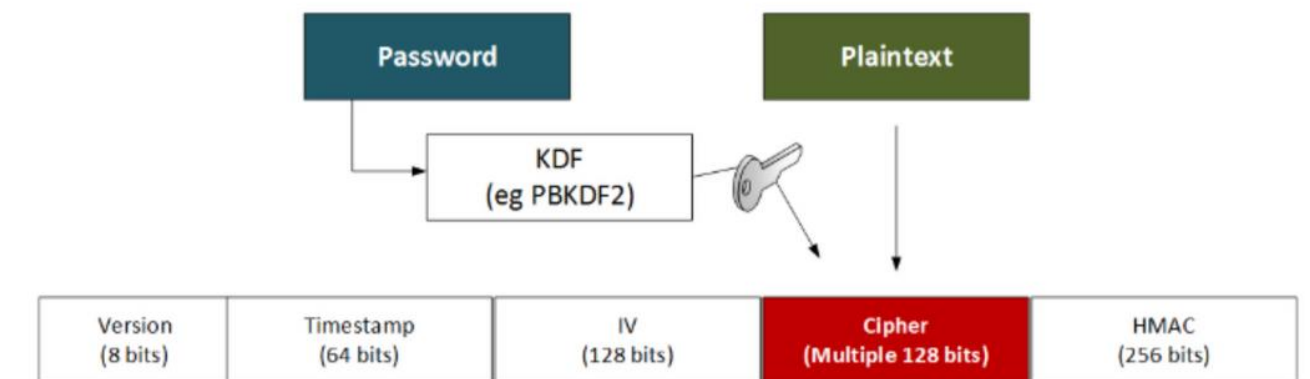 Password
Plaintext
KDF
(eg PBKDF2)
Version
(8 bits)
Timestamp
(64 bits)
IV
(128 bits)
Cipher
(Multiple 128 bits)
HMAC
(256 bits)